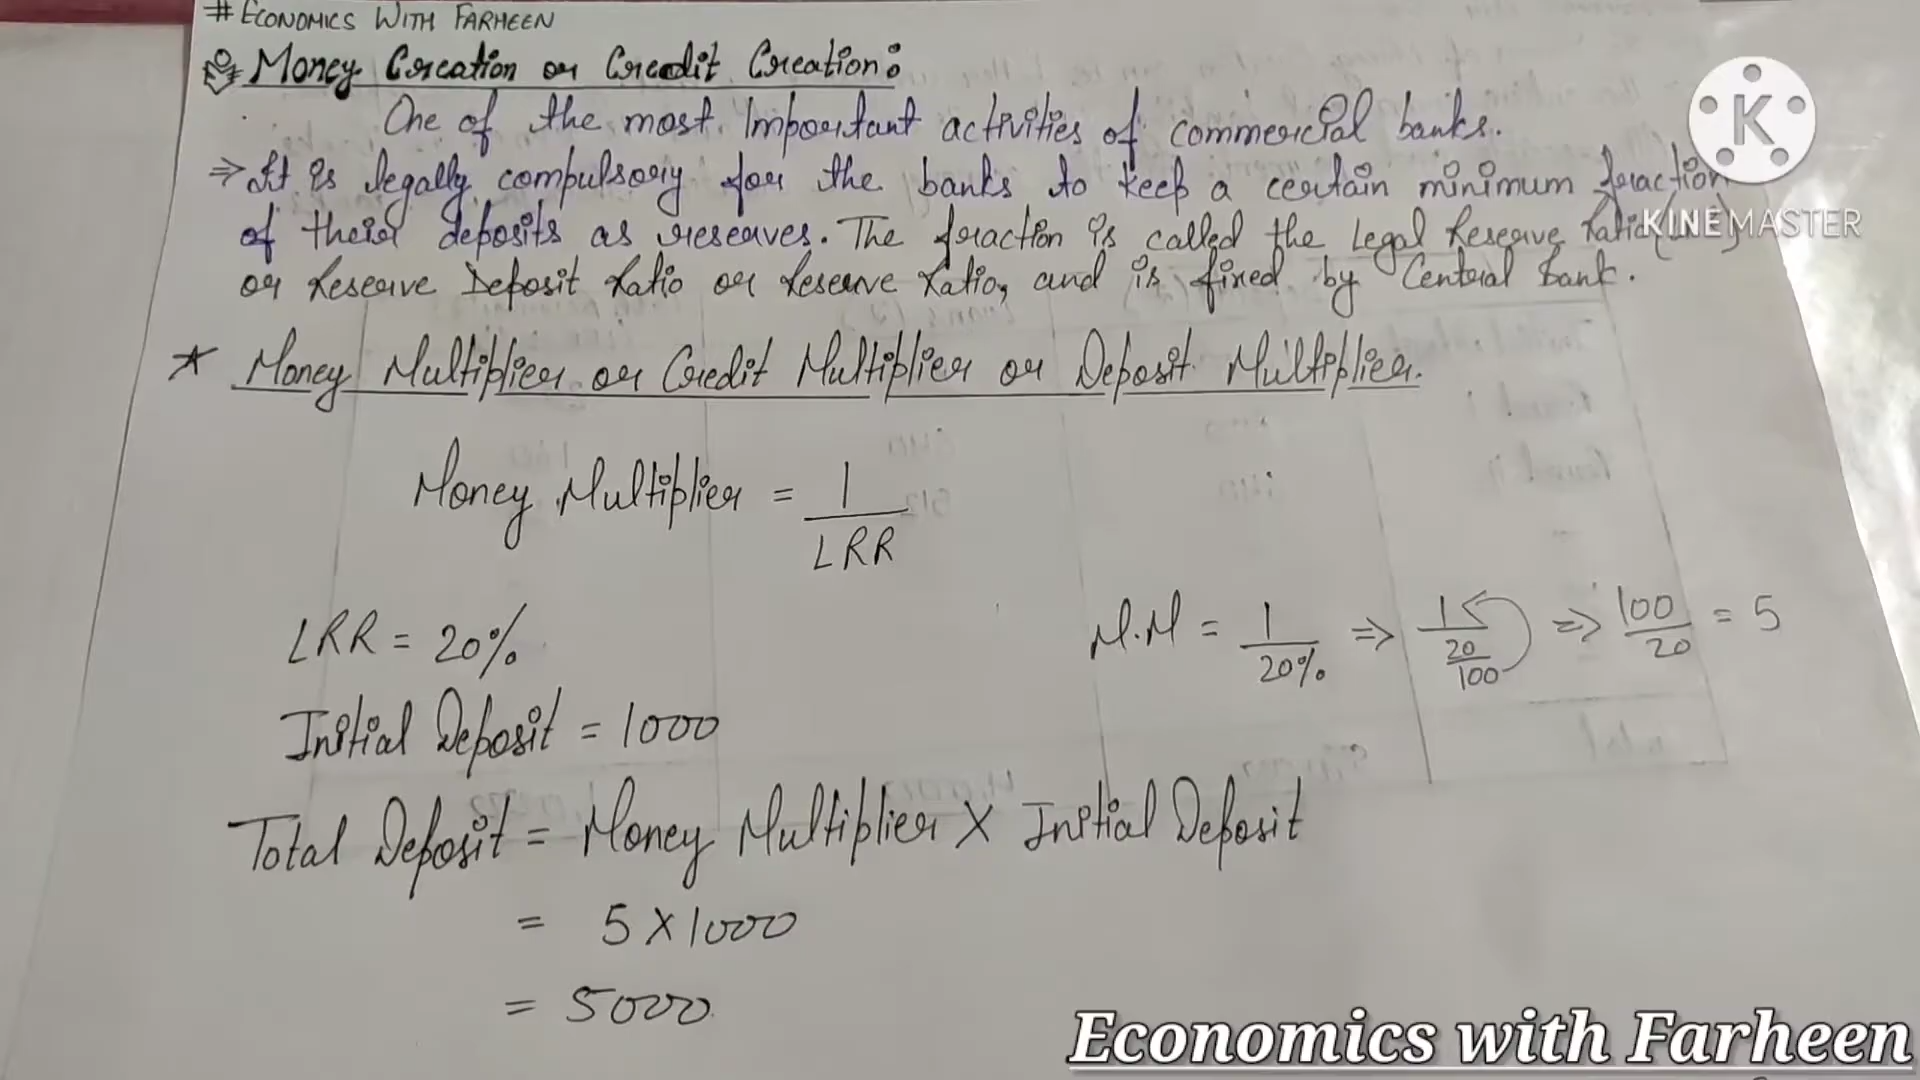 # ECONOMICS WITH FARHEEN
Money Creation or Credit Creation:
One of the most Important activities of commercial banks.
⇒ It is legally compulsory for the banks to keep a certain minimum fraction
of their deposits as reserves. The fraction is called the Legal Reserve Ratio
or Reserve Deposit Ratio or Reserve Ratio, and is fixed by Central Bank.
K
KINEMASTER
* Money Multiplier or Credit Multiplier or Deposit Multiplier.
Money Multiplier = 1/LRR
LRR = 20%
M.M = 1/20% ⇒ 1/(20/100) ⇒ 100/20 = 5
Initial Deposit = 1000
Total Deposit = Money Multiplier X Initial Deposit
= 5 X 1000
= 5000
Economics with Farheen